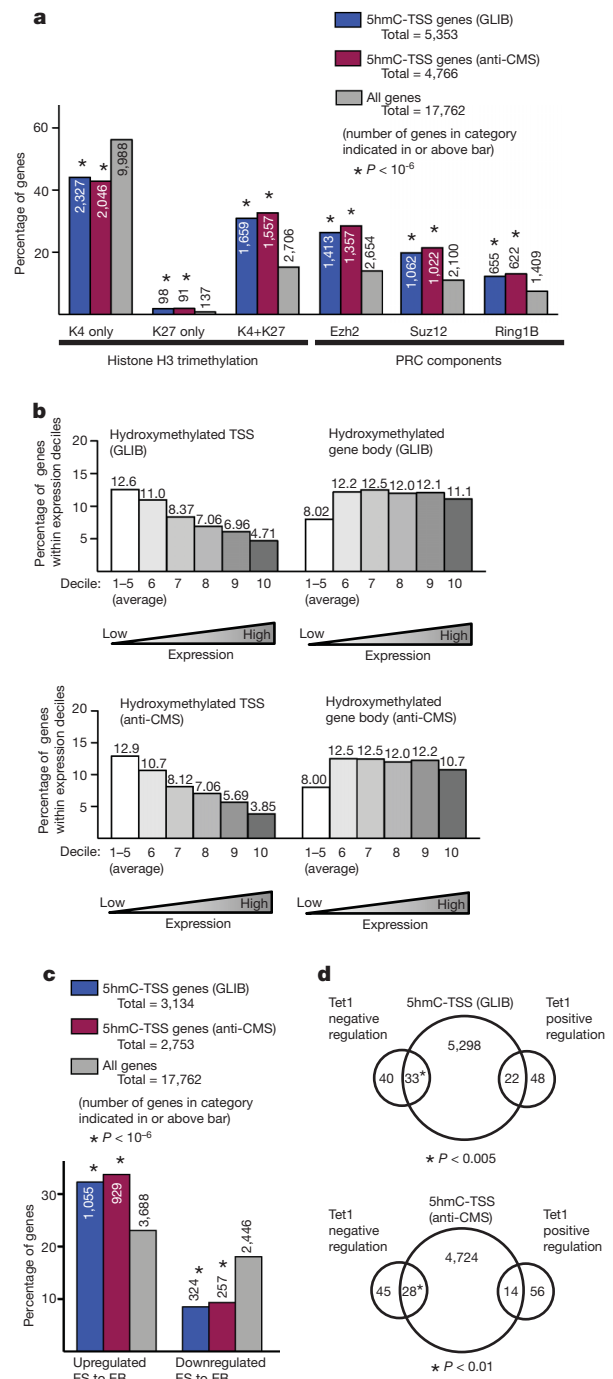 a
5hmC-TSS genes (GLIB)
Total = 5,353
5hmC-TSS genes (anti-CMS)
Total = 4,766
All genes
Total = 17,762
(number of genes in category
indicated in or above bar)
* P < 10⁻⁶
Percentage of genes
60
40
20
* * * * * * * * * * * *
2,327 2,046 9,988 98 91 137 1,659 1,557 2,706 1,413 1,357 2,654 1,062 1,022 2,100 655 622 1,409
K4 only K27 only K4+K27 Ezh2 Suz12 Ring1B
Histone H3 trimethylation PRC components
b
Percentage of genes
within expression deciles
20
15
10
5
Hydroxymethylated TSS
(GLIB)
12.6 11.0 8.37 7.06 6.96 4.71
Hydroxymethylated
gene body (GLIB)
8.02 12.2 12.5 12.0 12.1 11.1
Decile: 1–5 6 7 8 9 10 1–5 6 7 8 9 10
(average) (average)
Low High Low High
Expression Expression
Percentage of genes
within expression deciles
20
15
10
5
Hydroxymethylated TSS
(anti-CMS)
12.9 10.7 8.12 7.06 5.69 3.85
Hydroxymethylated
gene body (anti-CMS)
8.00 12.5 12.5 12.0 12.2 10.7
Decile: 1–5 6 7 8 9 10 1–5 6 7 8 9 10
(average) (average)
Low High Low High
Expression Expression
c
5hmC-TSS genes (GLIB)
Total = 3,134
5hmC-TSS genes (anti-CMS)
Total = 2,753
All genes
Total = 17,762
(number of genes in category
indicated in or above bar)
* P < 10⁻⁶
Percentage of genes
30
20
10
* * * *
1,055 929 3,688 324 257 2,446
Upregulated Downregulated
ES to EB ES to EB
d
Tet1
negative
regulation
5hmC-TSS (GLIB)
Tet1
positive
regulation
5,298
40 33* 22 48
* P < 0.005
Tet1
negative
regulation
5hmC-TSS
(anti-CMS)
Tet1
positive
regulation
4,724
45 28* 14 56
* P < 0.01